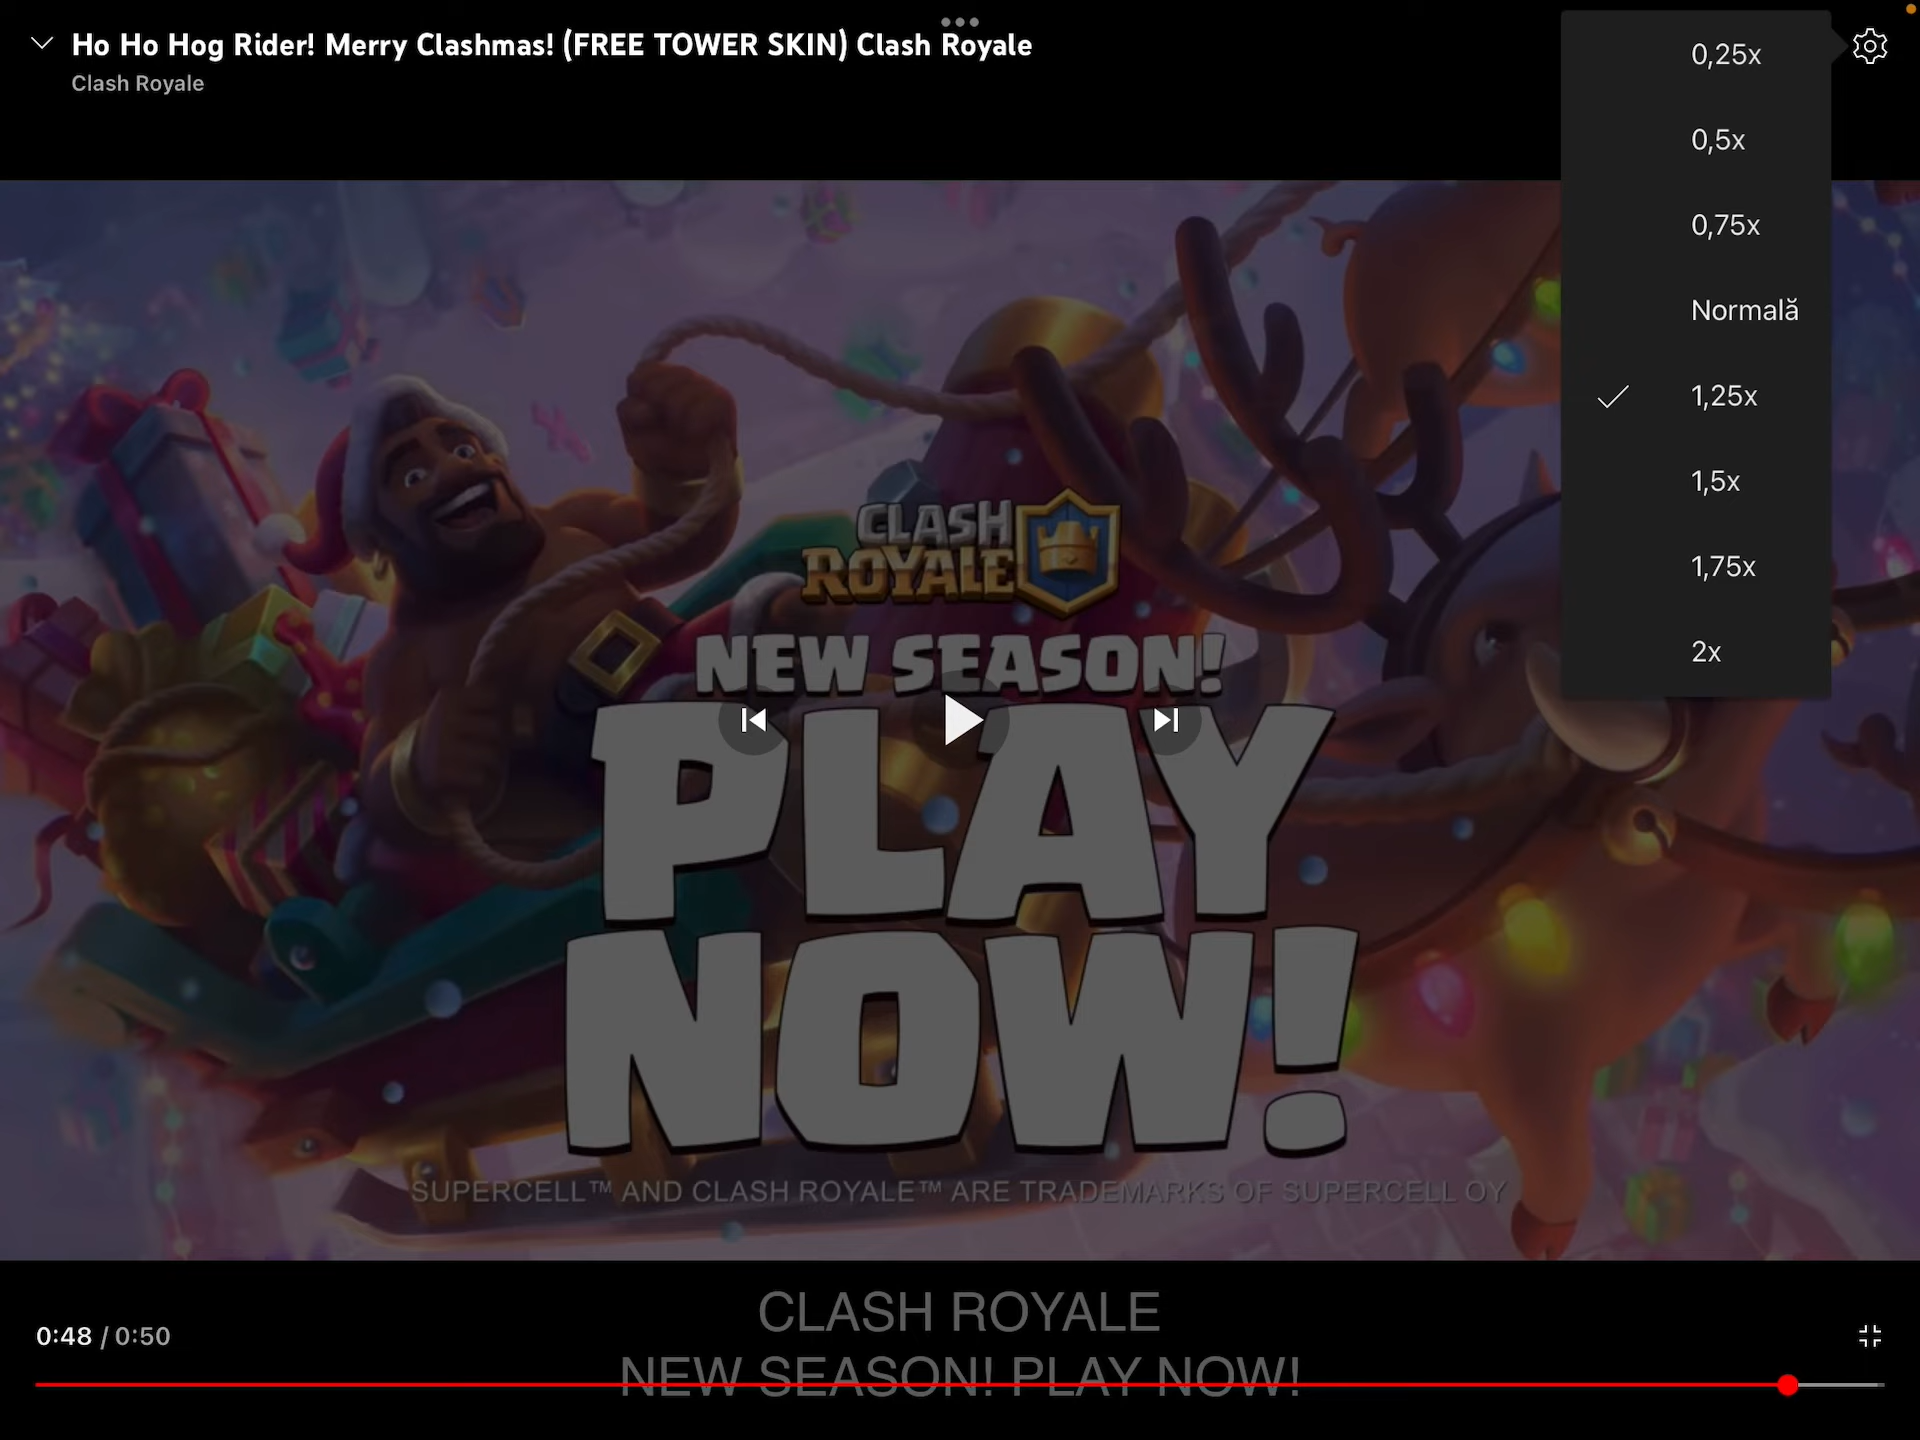 Ho Ho Hog Rider! Merry Clashmas! (FREE TOWER SKIN) Clash Royale
Clash Royale
0,25x
0,5x
0,75x
Normală
1,25x
1,5x
1,75x
2x
CLASH
ROYALE
NEW SEASON!
PLAY
NOW!
SUPERCELL™ AND CLASH ROYALE™ ARE TRADEMARKS OF SUPERCELL OY
CLASH ROYALE
NEW SEASON! PLAY NOW!
0:48 / 0:50